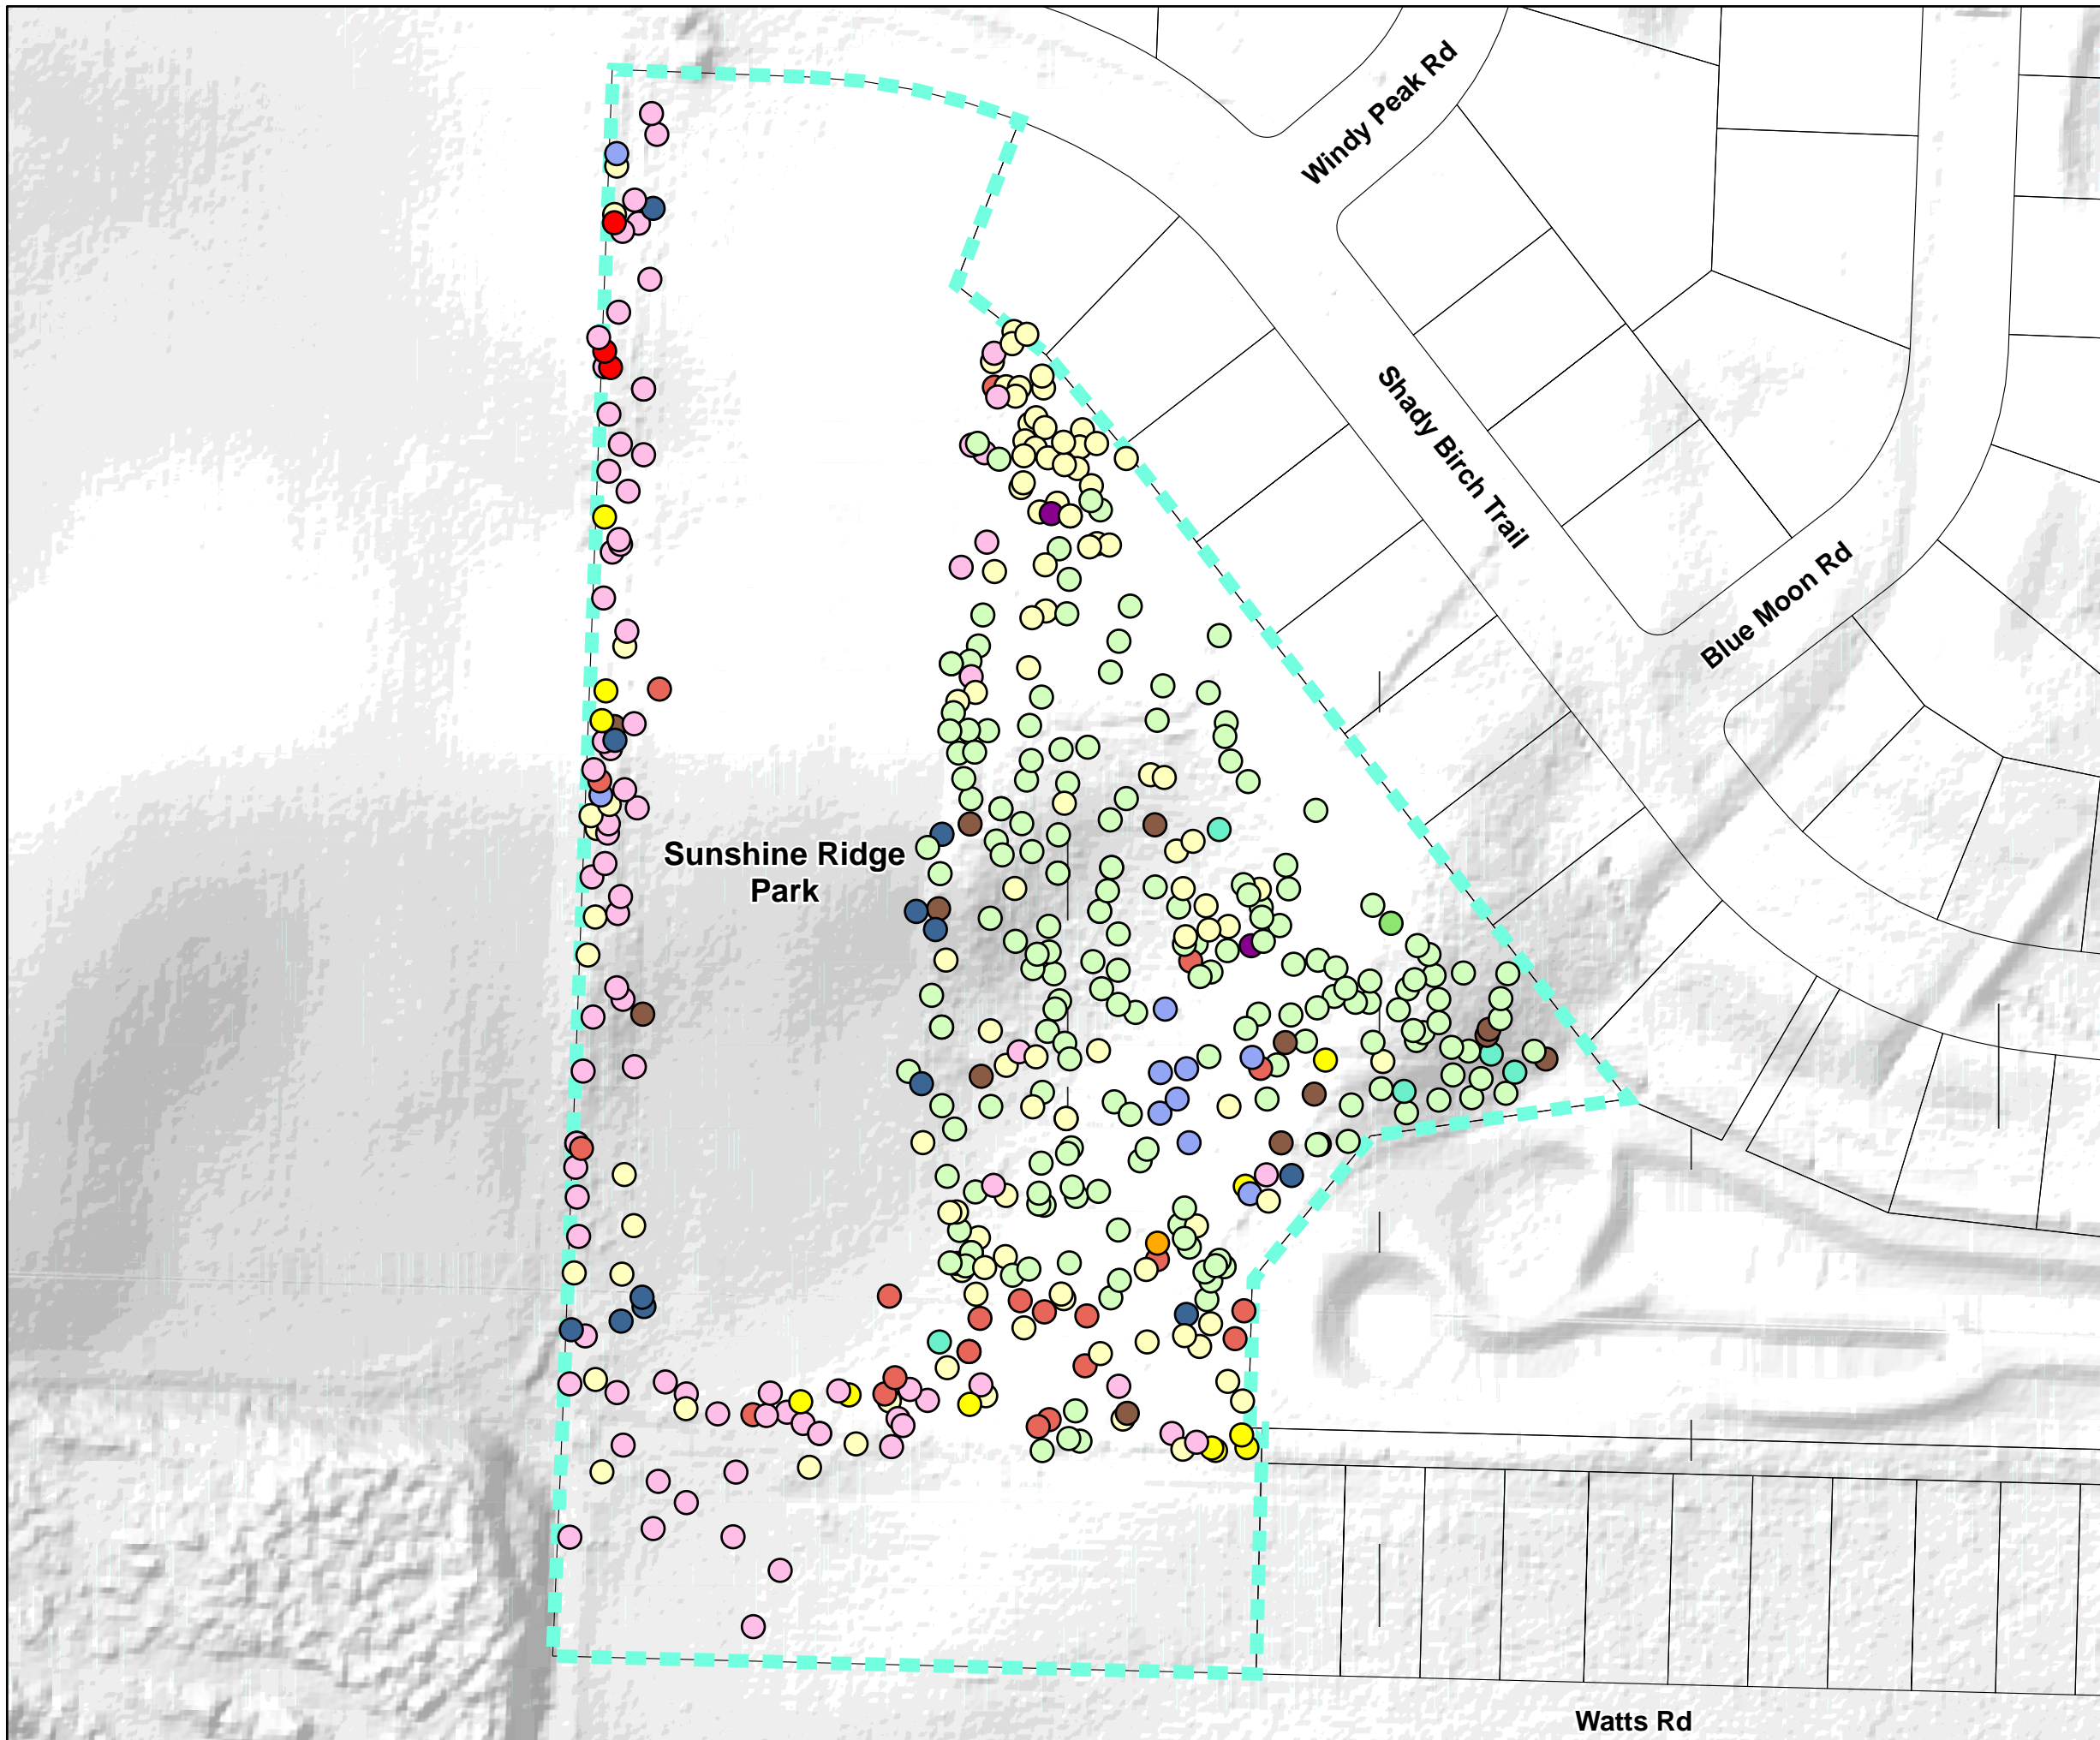 Windy Peak Rd
Shady Birch Trail
Blue Moon Rd
Sunshine Ridge
Park
Watts Rd